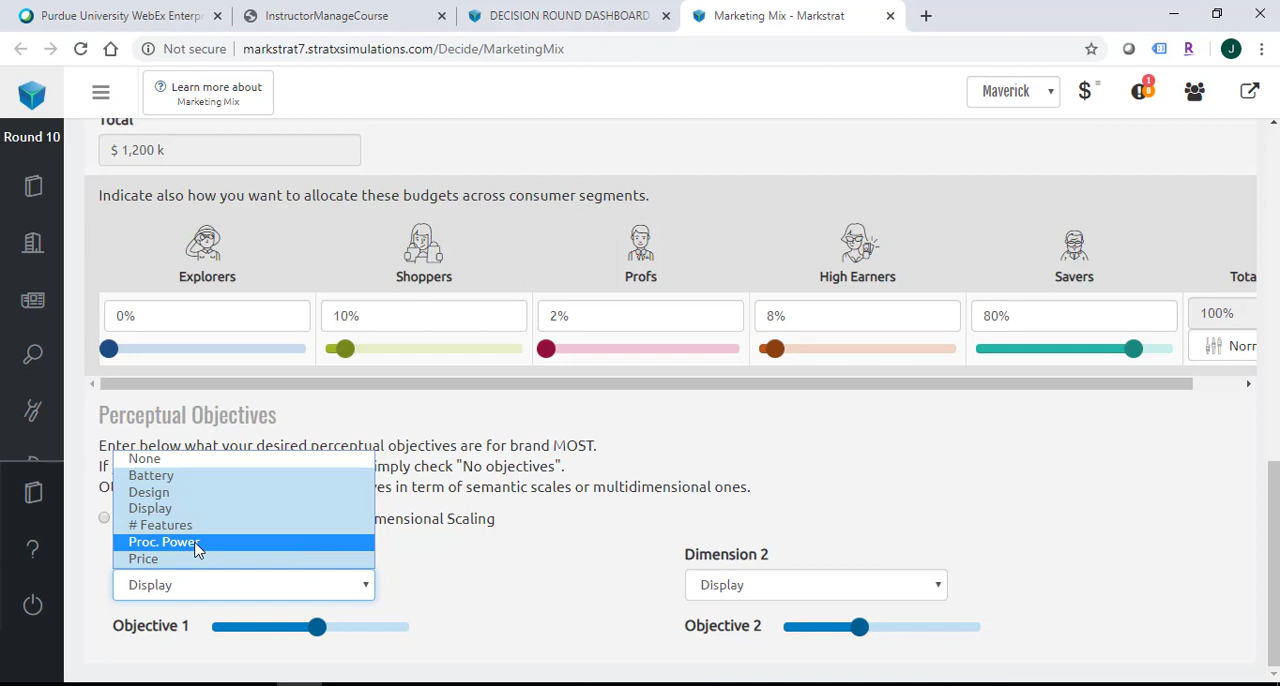 Purdue University WebEx Enterpr
InstructorManageCourse
DECISION ROUND DASHBOARD
Marketing Mix - Markstrat
Not secure
markstrat7.stratxsimulations.com/Decide/MarketingMix
R
J
Learn more about
Marketing Mix
Maverick
$
=
1
8
Round 10
Total
$ 1,200 k
Indicate also how you want to allocate these budgets across consumer segments.
Explorers
Shoppers
Profs
High Earners
Savers
Tota
0%
10%
2%
8%
80%
100%
Norr
Perceptual Objectives
Enter below what your desired perceptual objectives are for brand MOST.
If
imply check "No objectives".
O
ves in term of semantic scales or multidimensional ones.
mensional Scaling
None
Battery
Design
Display
# Features
Proc. Power
Price
Display
Dimension 2
Display
Objective 1
Objective 2